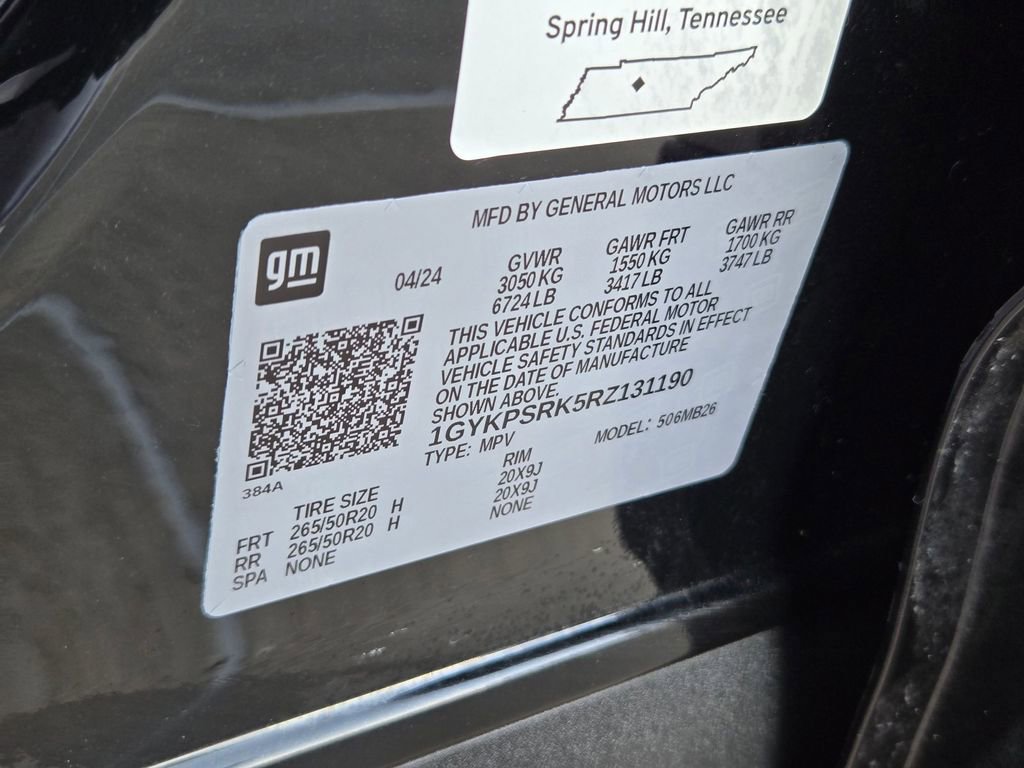 Spring Hill, Tennessee
MFD BY GENERAL MOTORS LLC
gm
04/24
GVWR
3050 KG
6724 LB
GAWR FRT
1550 KG
3417 LB
GAWR RR
1700 KG
3747 LB
THIS VEHICLE CONFORMS TO ALL
APPLICABLE U.S. FEDERAL MOTOR
VEHICLE SAFETY STANDARDS IN EFFECT
ON THE DATE OF MANUFACTURE
SHOWN ABOVE.
1GYKPSRK5RZ131190
TYPE: MPV
MODEL: 506MB26
384A
TIRE SIZE
RIM
FRT 265/50R20 H 20X9J
RR 265/50R20 H 20X9J
SPA NONE NONE